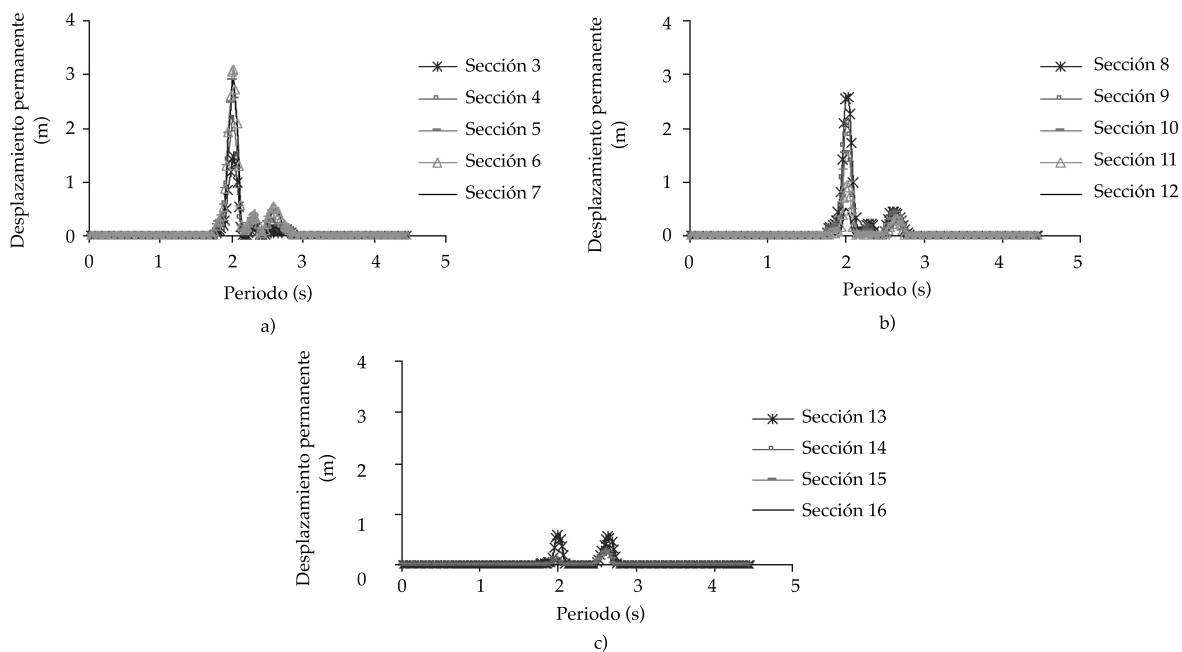 Desplazamiento permanente
(m)
4
3
2
1
0
0 1 2 3 4 5
Periodo (s)
a)
Sección 3
Sección 4
Sección 5
Sección 6
Sección 7
Desplazamiento permanente
(m)
4
3
2
1
0
0 1 2 3 4 5
Periodo (s)
b)
Sección 8
Sección 9
Sección 10
Sección 11
Sección 12
Desplazamiento permanente
(m)
4
3
2
1
0
0 1 2 3 4 5
Periodo (s)
c)
Sección 13
Sección 14
Sección 15
Sección 16